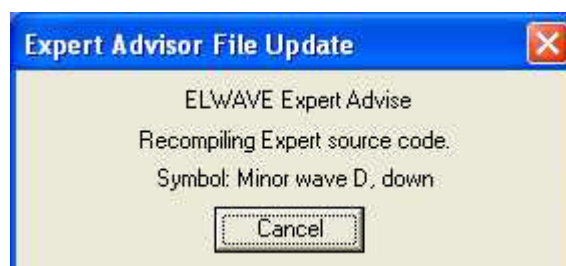 Expert Advisor File Update
ELWAVE Expert Advise
Recompiling Expert source code.
Symbol: Minor wave D, down
Cancel